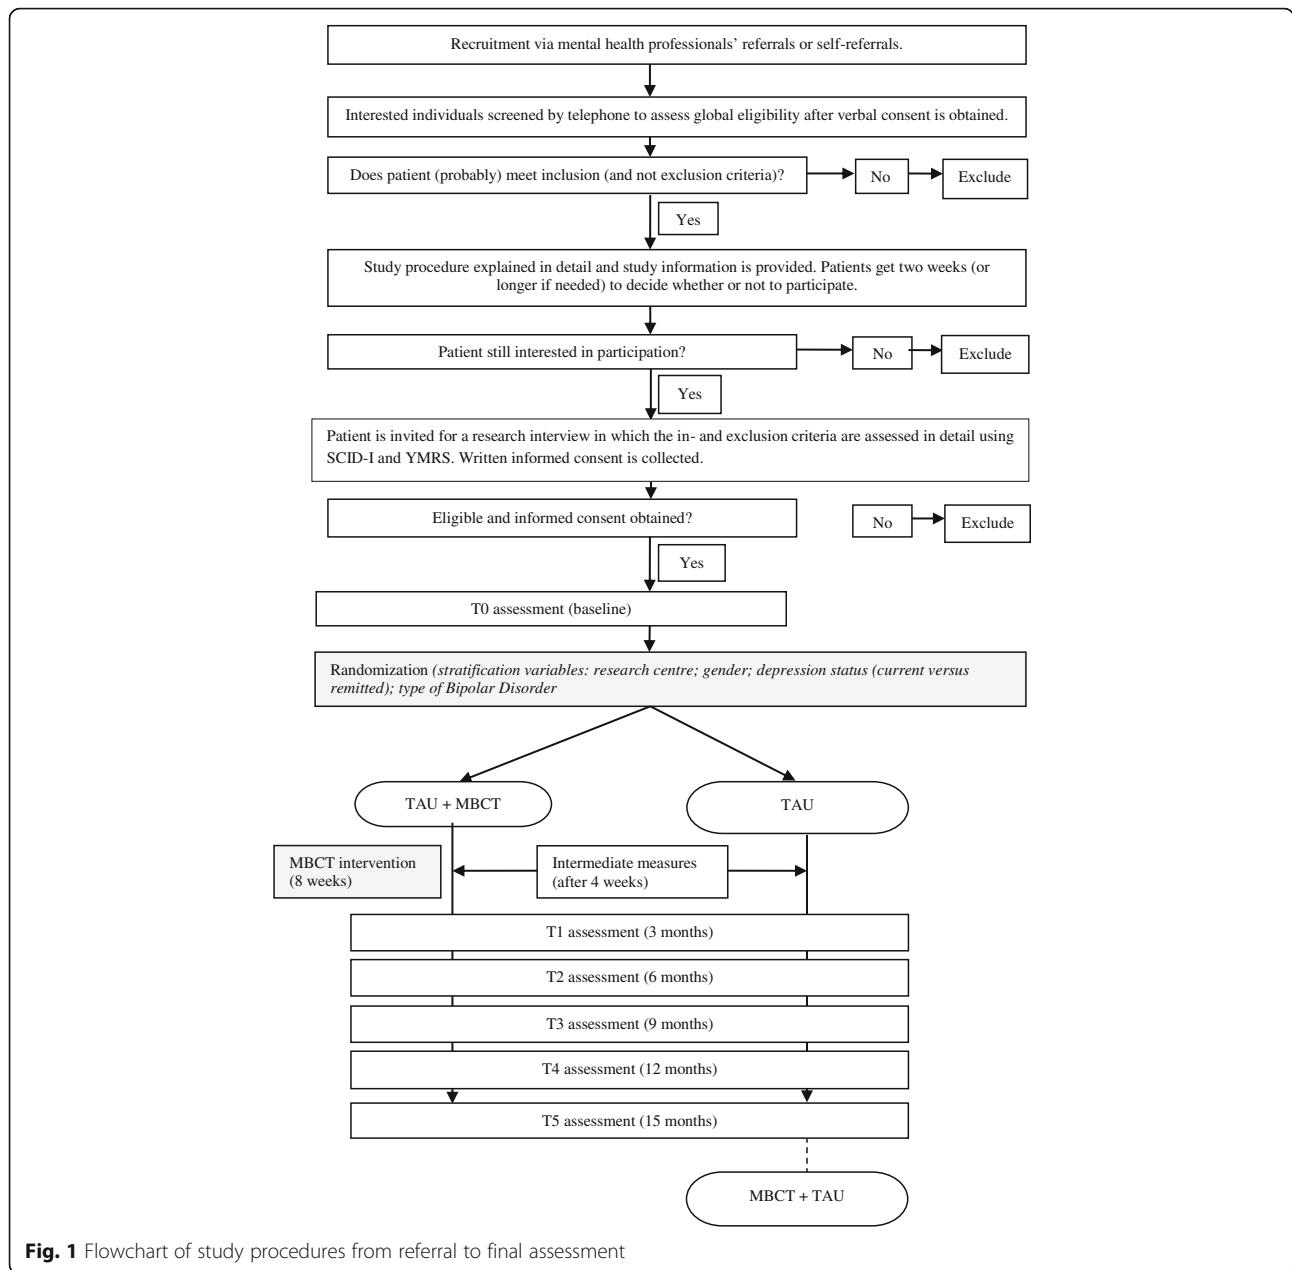 Recruitment via mental health professionals' referrals or self-referrals.
Interested individuals screened by telephone to assess global eligibility after verbal consent is obtained.
Does patient (probably) meet inclusion (and not exclusion criteria)?
No
Exclude
Yes
Study procedure explained in detail and study information is provided. Patients get two weeks (or
longer if needed) to decide whether or not to participate.
Patient still interested in participation?
No
Exclude
Yes
Patient is invited for a research interview in which the in- and exclusion criteria are assessed in detail using
SCID-I and YMRS. Written informed consent is collected.
Eligible and informed consent obtained?
No
Exclude
Yes
T0 assessment (baseline)
Randomization (stratification variables: research centre; gender; depression status (current versus
remitted); type of Bipolar Disorder
TAU + MBCT
TAU
MBCT intervention
(8 weeks)
Intermediate measures
(after 4 weeks)
T1 assessment (3 months)
T2 assessment (6 months)
T3 assessment (9 months)
T4 assessment (12 months)
T5 assessment (15 months)
MBCT + TAU
Fig. 1 Flowchart of study procedures from referral to final assessment